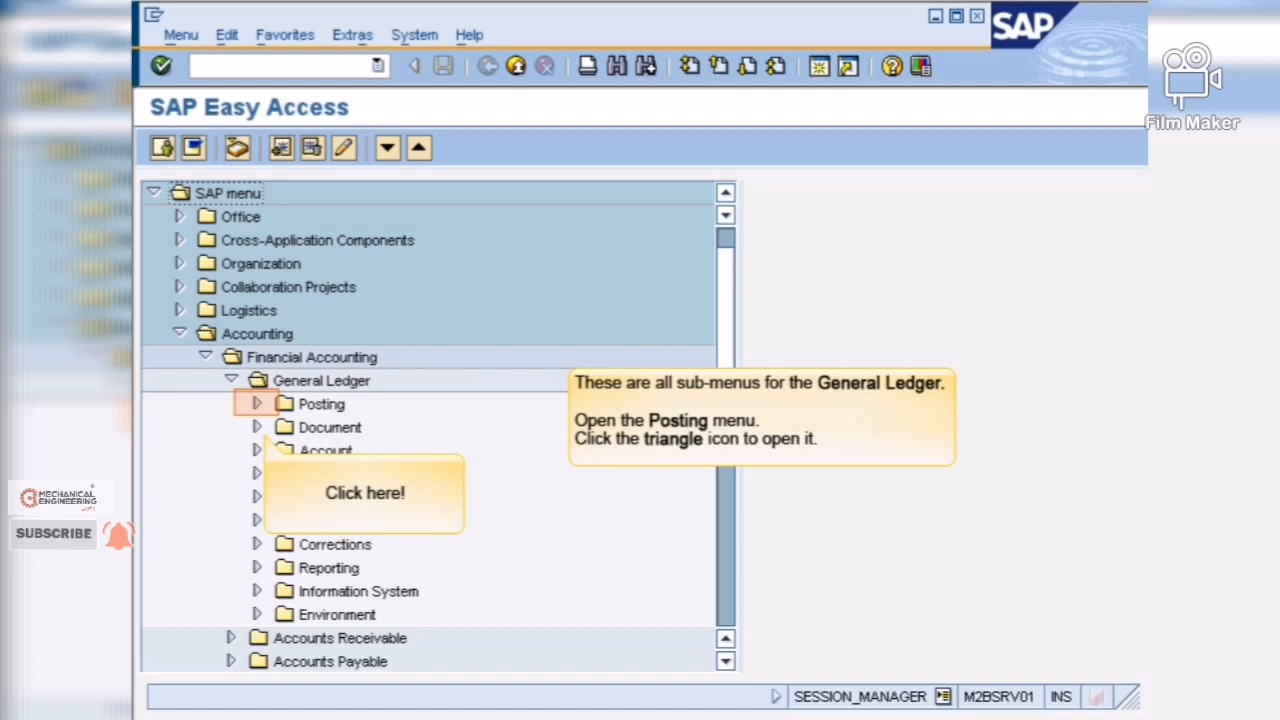 Menu Edit Favorites Extras System Help
SAP
Film Maker
SAP Easy Access
SAP menu
Office
Cross-Application Components
Organization
Collaboration Projects
Logistics
Accounting
Financial Accounting
General Ledger
Posting
Document
Account
These are all sub-menus for the General Ledger.
Open the Posting menu.
Click the triangle icon to open it.
Click here!
Corrections
Reporting
Information System
Environment
Accounts Receivable
Accounts Payable
MECHANICAL
ENGINEERING
SUBSCRIBE
SESSION_MANAGER M2BSRV01 INS